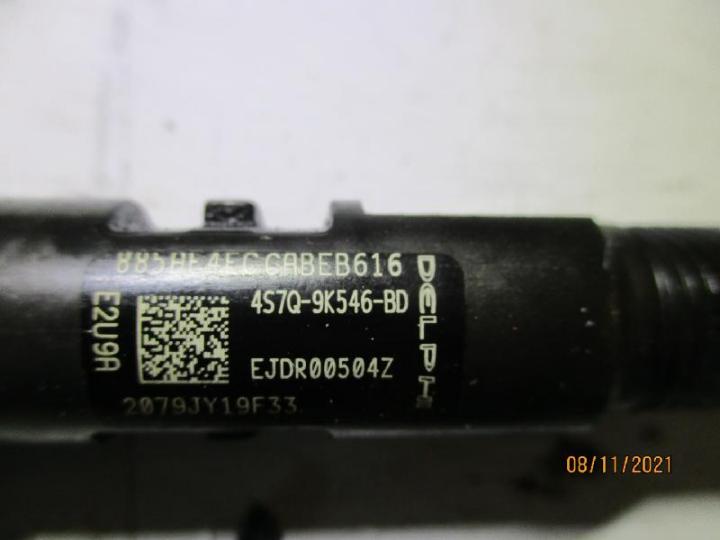 885AE4ECCABEB616
4S7Q-9K546-BD
EJDR00504Z
2079JY19F33
E2U9A
DELPHI
08/11/2021